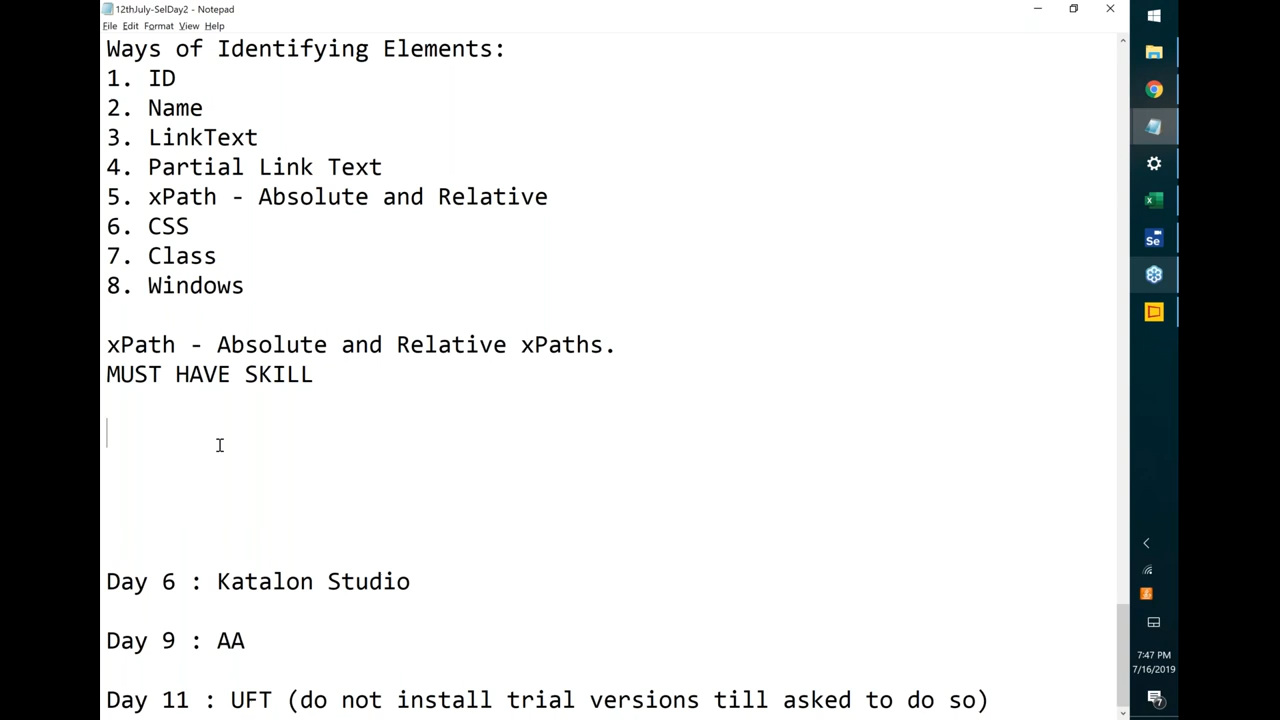 12thJuly-SelDay2 - Notepad
File Edit Format View Help
Ways of Identifying Elements:
1. ID
2. Name
3. LinkText
4. Partial Link Text
5. xPath - Absolute and Relative
6. CSS
7. Class
8. Windows
xPath - Absolute and Relative xPaths.
MUST HAVE SKILL
Day 6 : Katalon Studio
Day 9 : AA
Day 11 : UFT (do not install trial versions till asked to do so)
Se
7:47 PM
7/16/2019
7